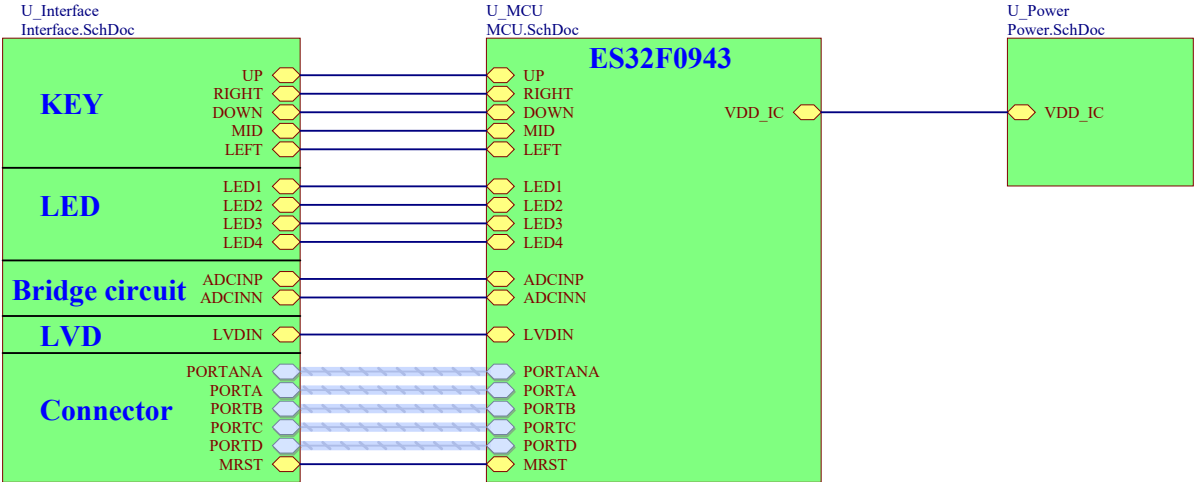 U_Interface
Interface.SchDoc
KEY
UP
RIGHT
DOWN
MID
LEFT
LED
LED1
LED2
LED3
LED4
Bridge circuit
ADCINP
ADCINN
LVD
LVDIN
Connector
PORTANA
PORTA
PORTB
PORTC
PORTD
MRST
U_MCU
MCU.SchDoc
ES32F0943
UP
RIGHT
DOWN
MID
LEFT
LED1
LED2
LED3
LED4
ADCINP
ADCINN
LVDIN
PORTANA
PORTA
PORTB
PORTC
PORTD
MRST
VDD_IC
U_Power
Power.SchDoc
VDD_IC